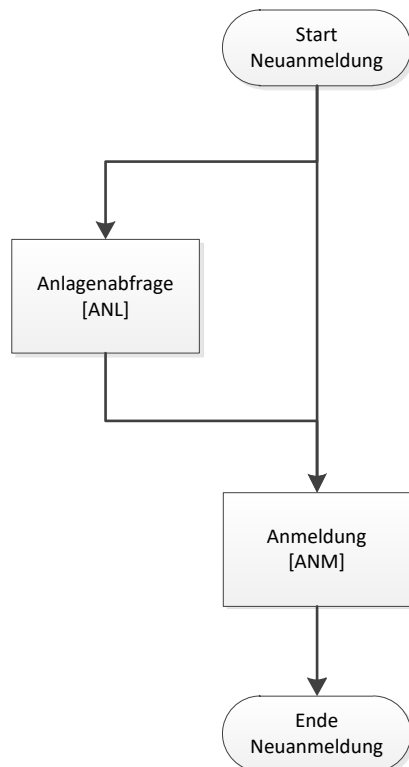 Start
Neuanmeldung
Anlagenabfrage
[ANL]
Anmeldung
[ANM]
Ende
Neuanmeldung